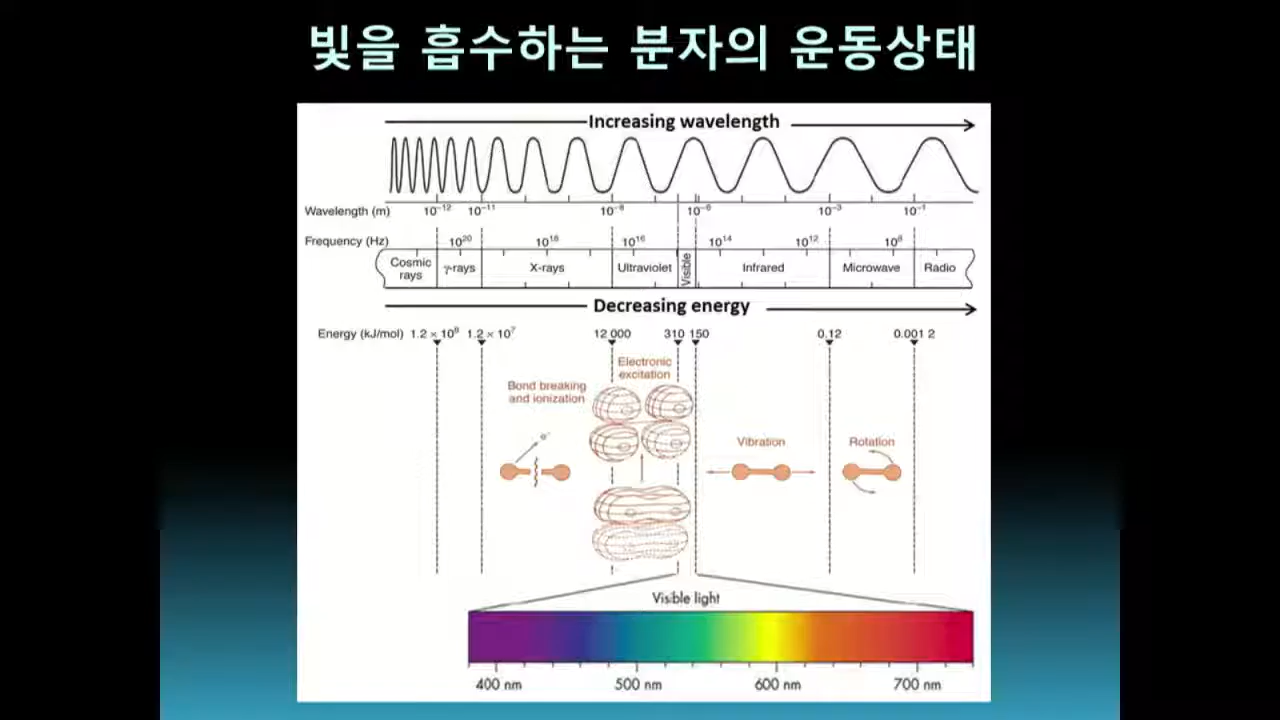 빛을 흡수하는 분자의 운동상태
Increasing wavelength
Wavelength (m) 10⁻¹² 10⁻¹¹ 10⁻⁸ 10⁻⁶ 10⁻³ 10⁻¹
Frequency (Hz) 10²⁰ 10¹⁸ 10¹⁶ 10¹⁴ 10¹² 10⁸
Cosmic rays γ-rays X-rays Ultraviolet Visible Infrared Microwave Radio
Decreasing energy
Energy (kJ/mol) 1.2 × 10⁸ 1.2 × 10⁷ 12 000 310 150 0.12 0.001 2
Electronic
excitation
Bond breaking
and ionization
e⁻
Vibration
Rotation
Visible light
400 nm 500 nm 600 nm 700 nm